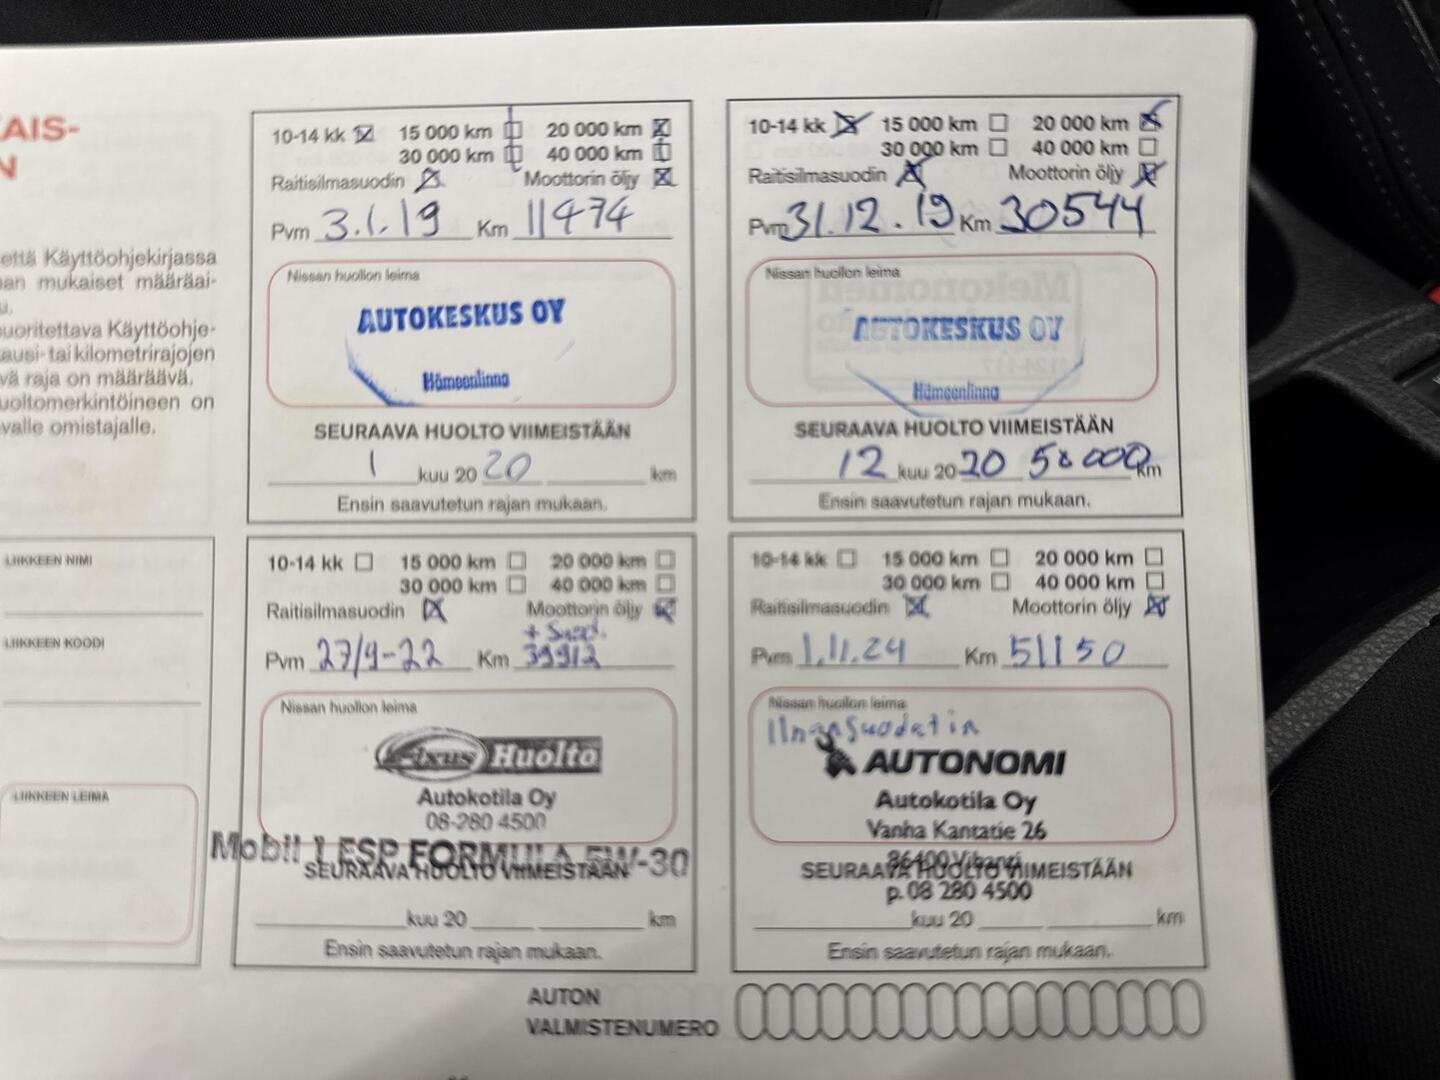 AIS-
N
että Käyttöohjekirjassa
an mukaiset määräai-
u.
uoritettava Käyttöohje-
ausi- tai kilometrirajojen
vä raja on määräävä.
uoltomerkintöineen on
valle omistajalle.
LIIKKEEN NIMI
LIIKKEEN KOODI
LIIKKEEN LEIMA
10-14 kk 15 000 km 20 000 km
30 000 km 40 000 km
Raitisilmasuodin Moottorin öljy
Pvm 3.1.19 Km 11474
Nissan huollon leima
AUTOKESKUS OY
Hämeenlinna
SEURAAVA HUOLTO VIIMEISTÄÄN
1 kuu 20 20 km
Ensin saavutetun rajan mukaan.
10-14 kk 15 000 km 20 000 km
30 000 km 40 000 km
Raitisilmasuodin Moottorin öljy
Pvm 31.12.19 Km 30544
Nissan huollon leima
AUTOKESKUS OY
Hämeenlinna
SEURAAVA HUOLTO VIIMEISTÄÄN
12 kuu 20 20 km
Ensin saavutetun rajan mukaan.
10-14 kk 15 000 km 20 000 km
30 000 km 40 000 km
Raitisilmasuodin Moottorin öljy
+ Suod.
Pvm 27/9-22 Km 39912
Nissan huollon leima
Fixus Huolto
Autokotila Oy
08-280 4500
Mobil 1 ESP FORMULA 5W-30
SEURAAVA HUOLTO VIIMEISTÄÄN
kuu 20 km
Ensin saavutetun rajan mukaan.
10-14 kk 15 000 km 20 000 km
30 000 km 40 000 km
Raitisilmasuodin Moottorin öljy
Pvm 1.11.24 Km 51150
Nissan huollon leima
Ilmansuodatin
AUTONOMI
Autokotila Oy
Vanha Kantatie 26
86400 Vihanti
SEURAAVA HUOLTO VIIMEISTÄÄN
p. 08 280 4500
kuu 20 km
Ensin saavutetun rajan mukaan.
AUTON
VALMISTENUMERO